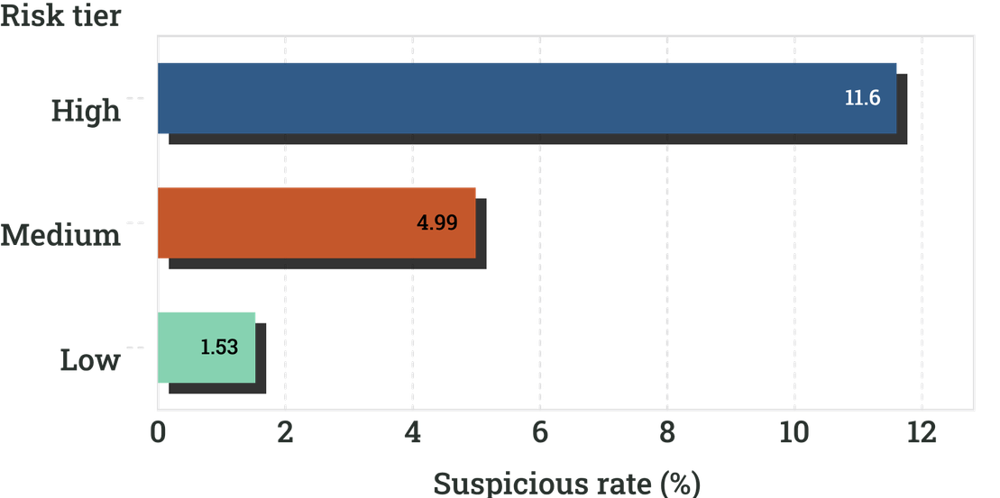 Risk tier
High
11.6
Medium
4.99
Low
1.53
0 2 4 6 8 10 12
Suspicious rate (%)